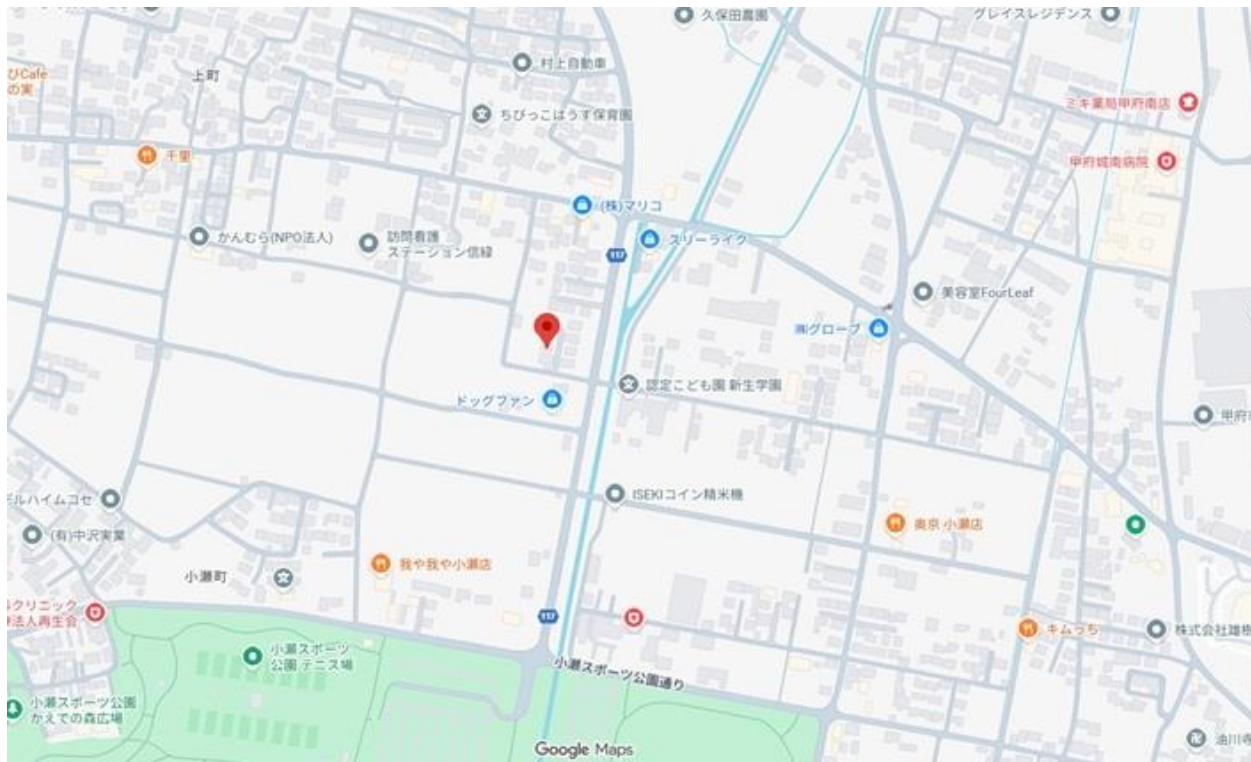 久保田農園
グレイスレジデンス
村上自動車
上町
びCafe
の実
ミキ薬局甲府南店
ちびっこはうす保育園
千里
甲府城南病院
(株)マリコ
かんむら(NPO法人)
訪問看護
ステーション信緑
スリーライク
117
美容室FourLeaf
㈱グローブ
認定こども園 新生学園
ドッグファン
甲府市
デルハイムコセ
ISEKIコイン精米機
(有)中沢実業
奥京 小瀬店
我や我や小瀬店
小瀬町
クリニック
法人再生会
117
キムっち
株式会社雄樹
小瀬スポーツ
公園 テニス場
小瀬スポーツ公園通り
小瀬スポーツ公園
かえでの森広場
油川寺
Google Maps